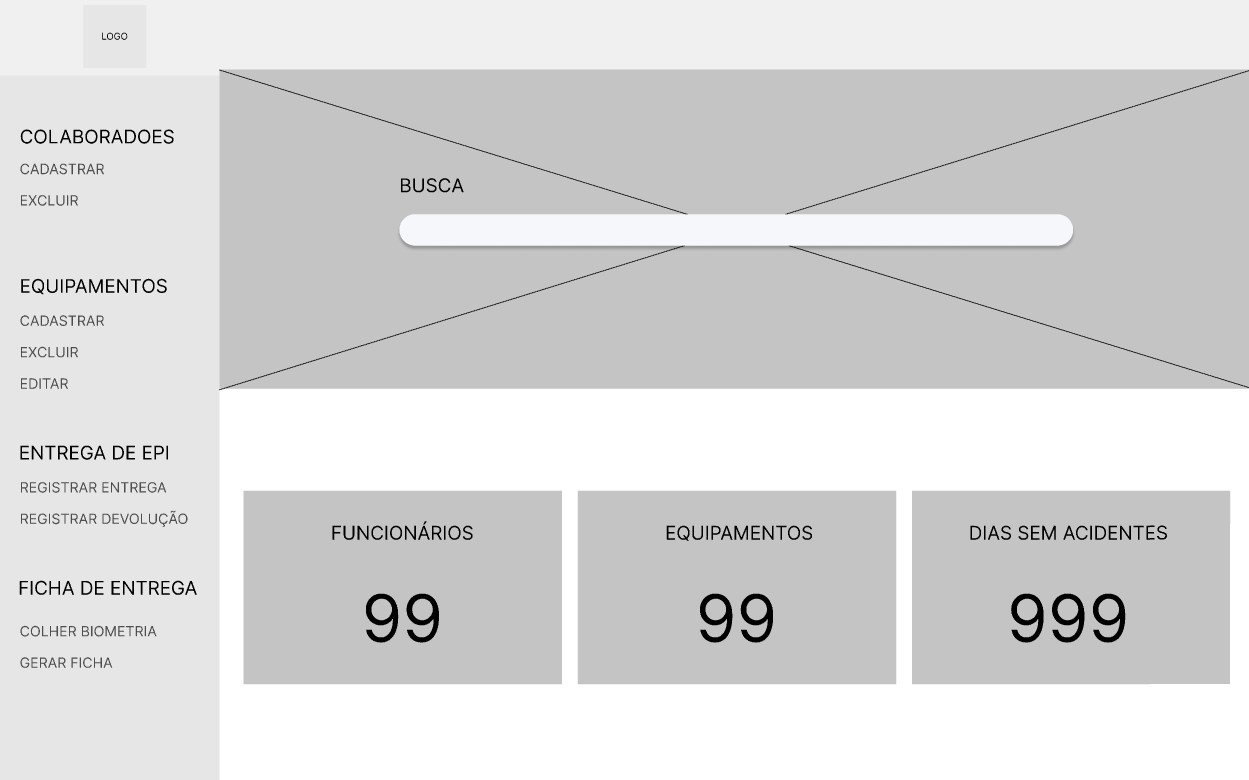 LOGO
COLABORADOES
CADASTRAR
EXCLUIR
EQUIPAMENTOS
CADASTRAR
EXCLUIR
EDITAR
ENTREGA DE EPI
REGISTRAR ENTREGA
REGISTRAR DEVOLUÇÃO
FICHA DE ENTREGA
COLHER BIOMETRIA
GERAR FICHA
BUSCA
FUNCIONÁRIOS
99
EQUIPAMENTOS
99
DIAS SEM ACIDENTES
999